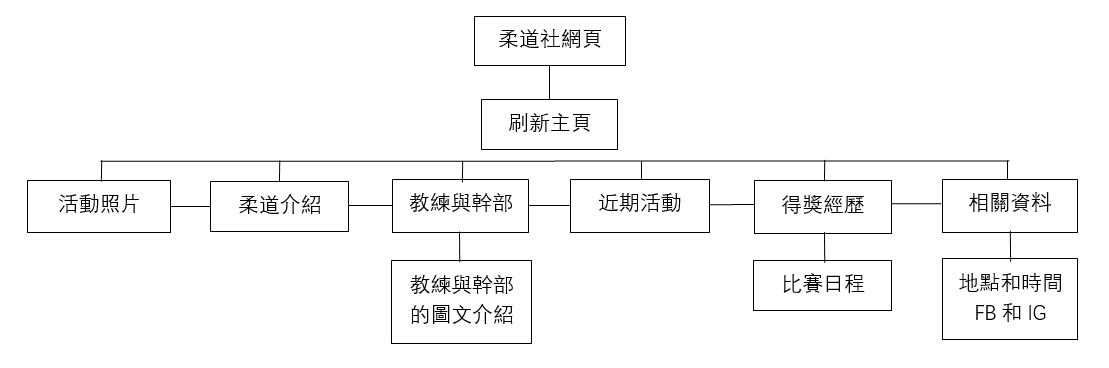 柔道社網頁
刷新主頁
活動照片
柔道介紹
教練與幹部
近期活動
得獎經歷
相關資料
教練與幹部
的圖文介紹
比賽日程
地點和時間
FB 和 IG